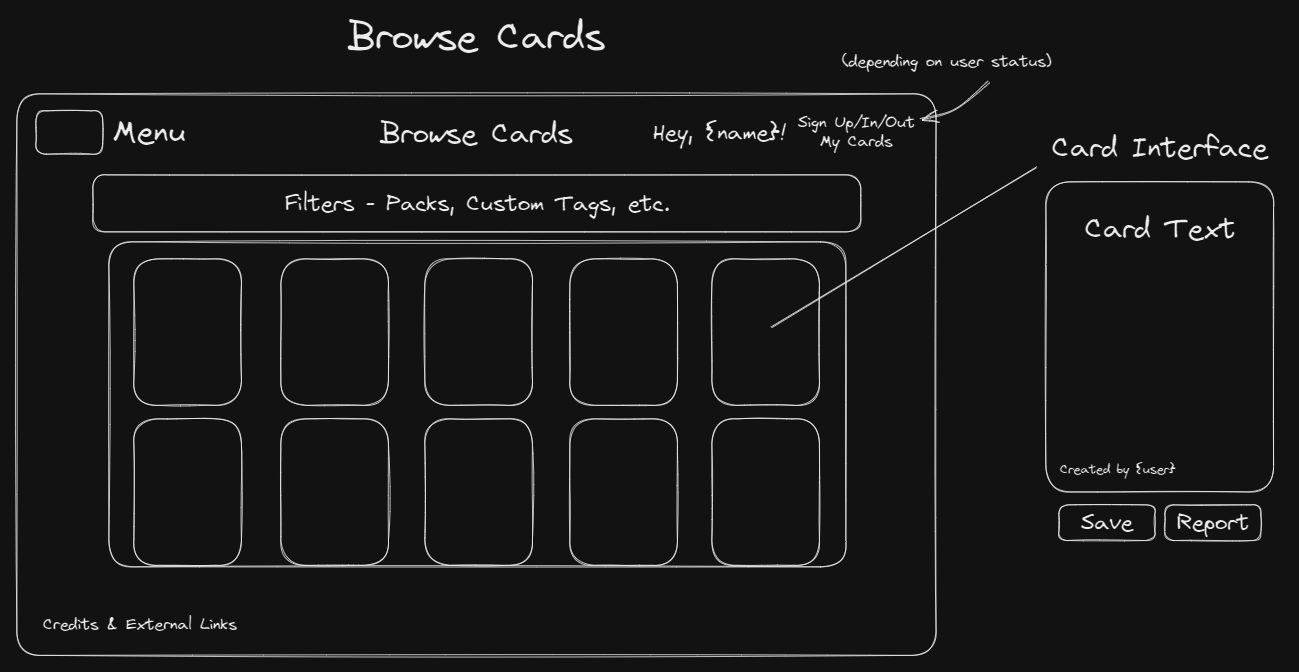 Browse Cards
(depending on user status)
Menu
Browse Cards
Hey, {name}!
Sign Up/In/Out
My Cards
Card Interface
Filters - Packs, Custom Tags, etc.
Card Text
Created by {user}
Save
Report
Credits & External Links